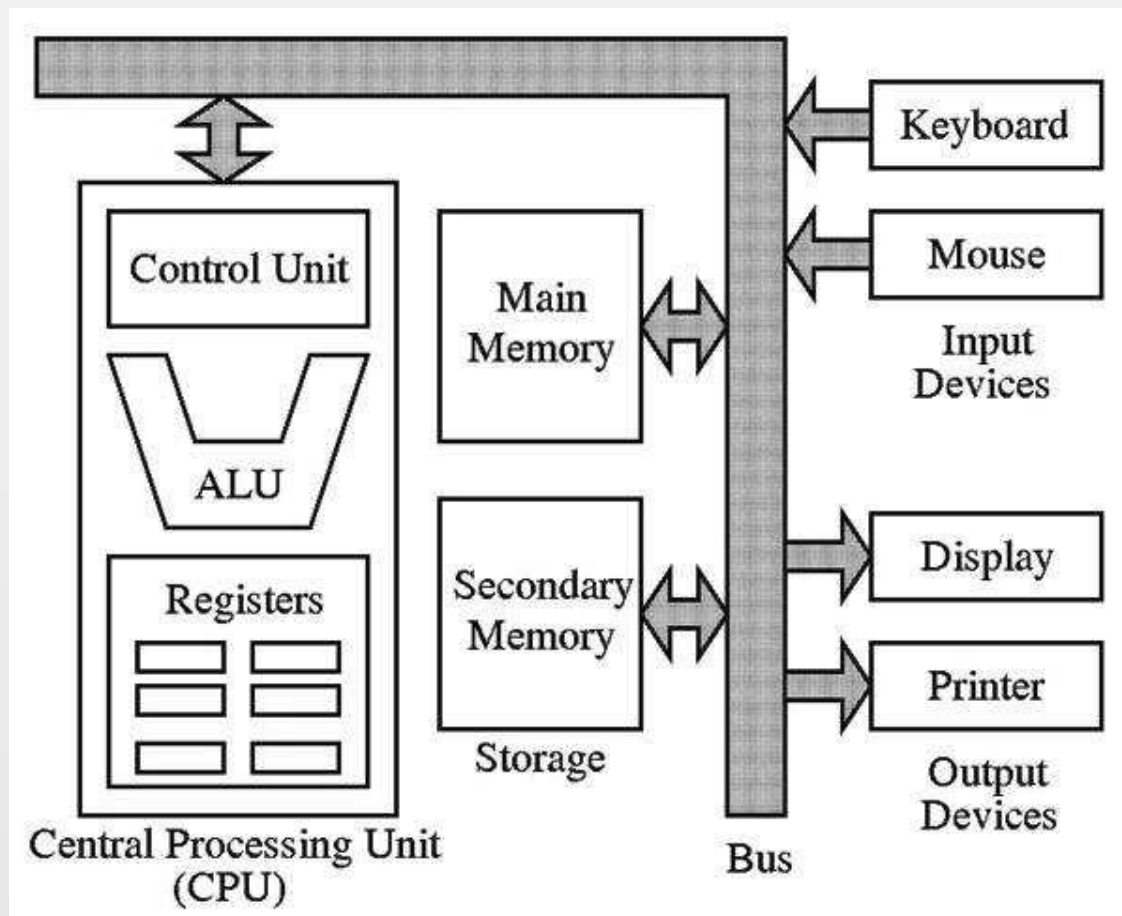 Control Unit
ALU
Registers
Central Processing Unit
(CPU)
Main
Memory
Secondary
Memory
Storage
Bus
Keyboard
Mouse
Input
Devices
Display
Printer
Output
Devices